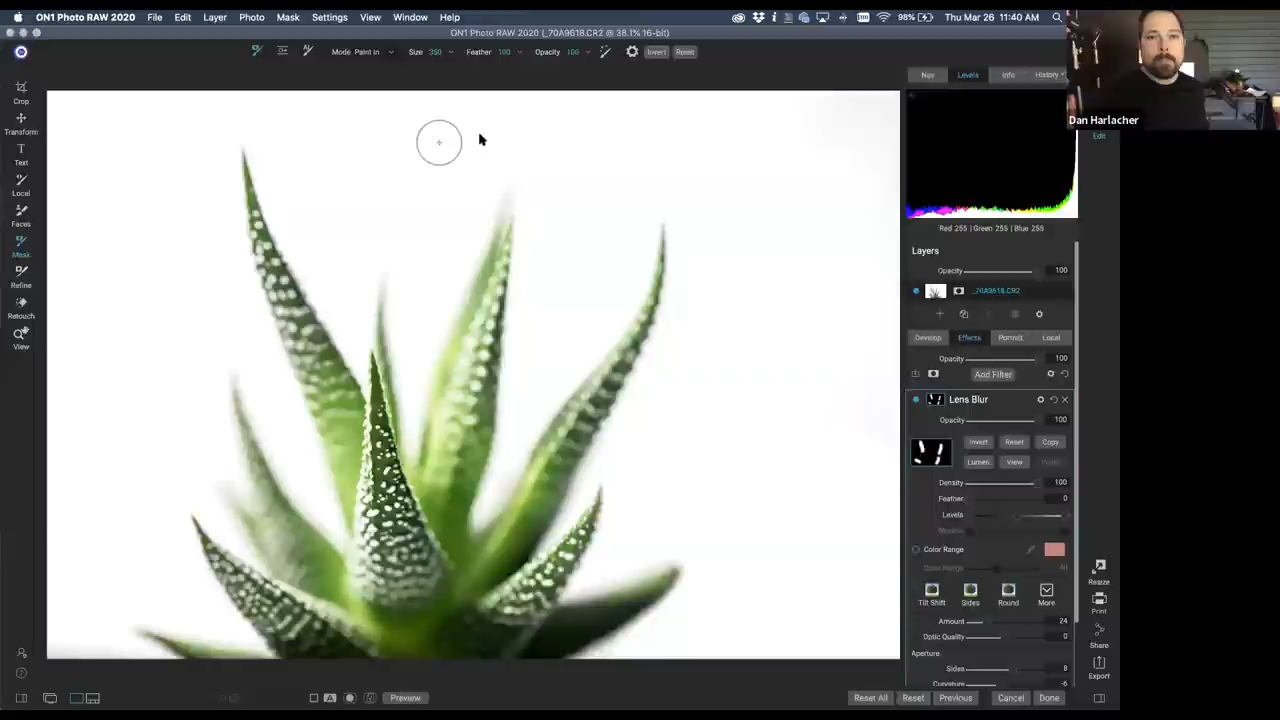 ON1 Photo RAW 2020 File Edit Layer Photo Mask Settings View Window Help 98% Thu Mar 26 11:40 AM
ON1 Photo RAW 2020 (_70A9618.CR2 @ 38.1% 16-bit)
Mode Paint In Size 350 Feather 100 Opacity 100 Invert Reset
Crop
Transform
Text
Local
Faces
Mask
Refine
Retouch
View
Nav Levels Info History
Dan Harlacher
Edit
Red 255 | Green 255 | Blue 255
Layers
Opacity 100
_70A9618.CR2
Develop Effects Portrait Local
Opacity 100
Add Filter
Lens Blur
Opacity 100
Invert Reset Copy
Lumen View
Density 100
Feather 0
Levels
Color Range
Color Range 40
Tilt Shift Sides Round More
Amount 24
Optic Quality 0
Aperture:
Sides 8
Curvature -6
Resize
Print
Share
Export
A Preview
Reset All Reset Previous Cancel Done